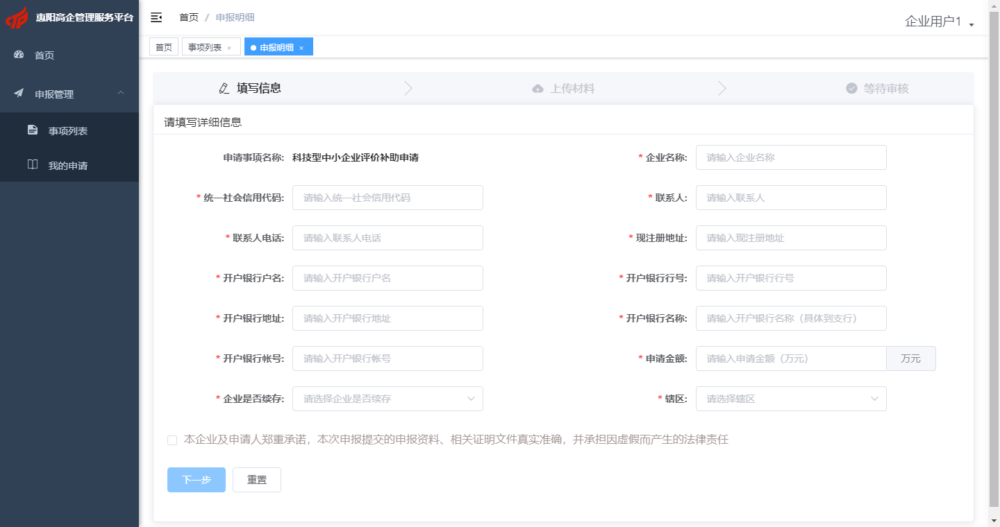 惠阳高企管理服务平台
首页 / 申报明细
企业用户1
首页 事项列表 × 申报明细 ×
首页
申报管理
事项列表
我的申请
填写信息 上传材料 等待审核
请填写详细信息
申请事项名称: 科技型中小企业评价补助申请 * 企业名称: 请输入企业名称
* 统一社会信用代码: 请输入统一社会信用代码 * 联系人: 请输入联系人
* 联系人电话: 请输入联系人电话 * 现注册地址: 请输入现注册地址
* 开户银行户名: 请输入开户银行户名 * 开户银行行号: 请输入开户银行行号
* 开户银行地址: 请输入开户银行地址 * 开户银行名称: 请输入开户银行名称（具体到支行）
* 开户银行帐号: 请输入开户银行帐号 * 申请金额: 请输入申请金额（万元） 万元
* 企业是否续存: 请选择企业是否续存 * 辖区: 请选择辖区
本企业及申请人郑重承诺，本次申报提交的申报资料、相关证明文件真实准确，并承担因虚假而产生的法律责任
下一步 重置